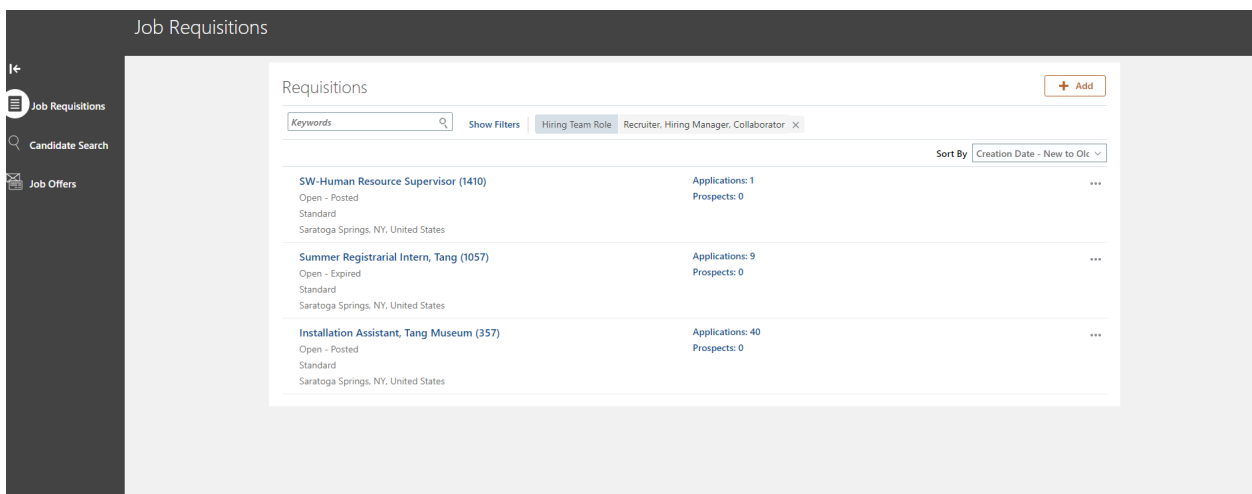 Job Requisitions
Job Requisitions
Candidate Search
Job Offers
Requisitions
+ Add
Keywords
Show Filters
Hiring Team Role Recruiter, Hiring Manager, Collaborator ×
Sort By Creation Date - New to Olc
SW-Human Resource Supervisor (1410)
Applications: 1
Open - Posted
Prospects: 0
Standard
Saratoga Springs, NY, United States
Summer Registrarial Intern, Tang (1057)
Applications: 9
Open - Expired
Prospects: 0
Standard
Saratoga Springs, NY, United States
Installation Assistant, Tang Museum (357)
Applications: 40
Open - Posted
Prospects: 0
Standard
Saratoga Springs, NY, United States